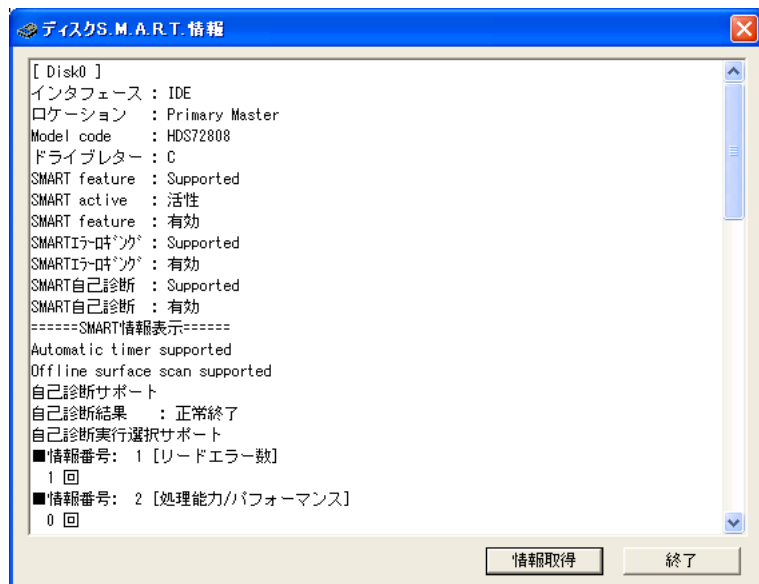 ディスクS.M.A.R.T.情報
[ Disk0 ]
インタフェース : IDE
ロケーション : Primary Master
Model code : HDS72808
ドライブレター : C
SMART feature : Supported
SMART active : 活性
SMART feature : 有効
SMARTｴﾗｰﾛｷﾞﾝｸﾞ : Supported
SMARTｴﾗｰﾛｷﾞﾝｸﾞ : 有効
SMART自己診断 : Supported
SMART自己診断 : 有効
======SMART情報表示======
Automatic timer supported
Offline surface scan supported
自己診断サポート
自己診断結果 : 正常終了
自己診断実行選択サポート
■情報番号: 1 [リードエラー数]
1 回
■情報番号: 2 [処理能力/パフォーマンス]
0 回
情報取得 終了